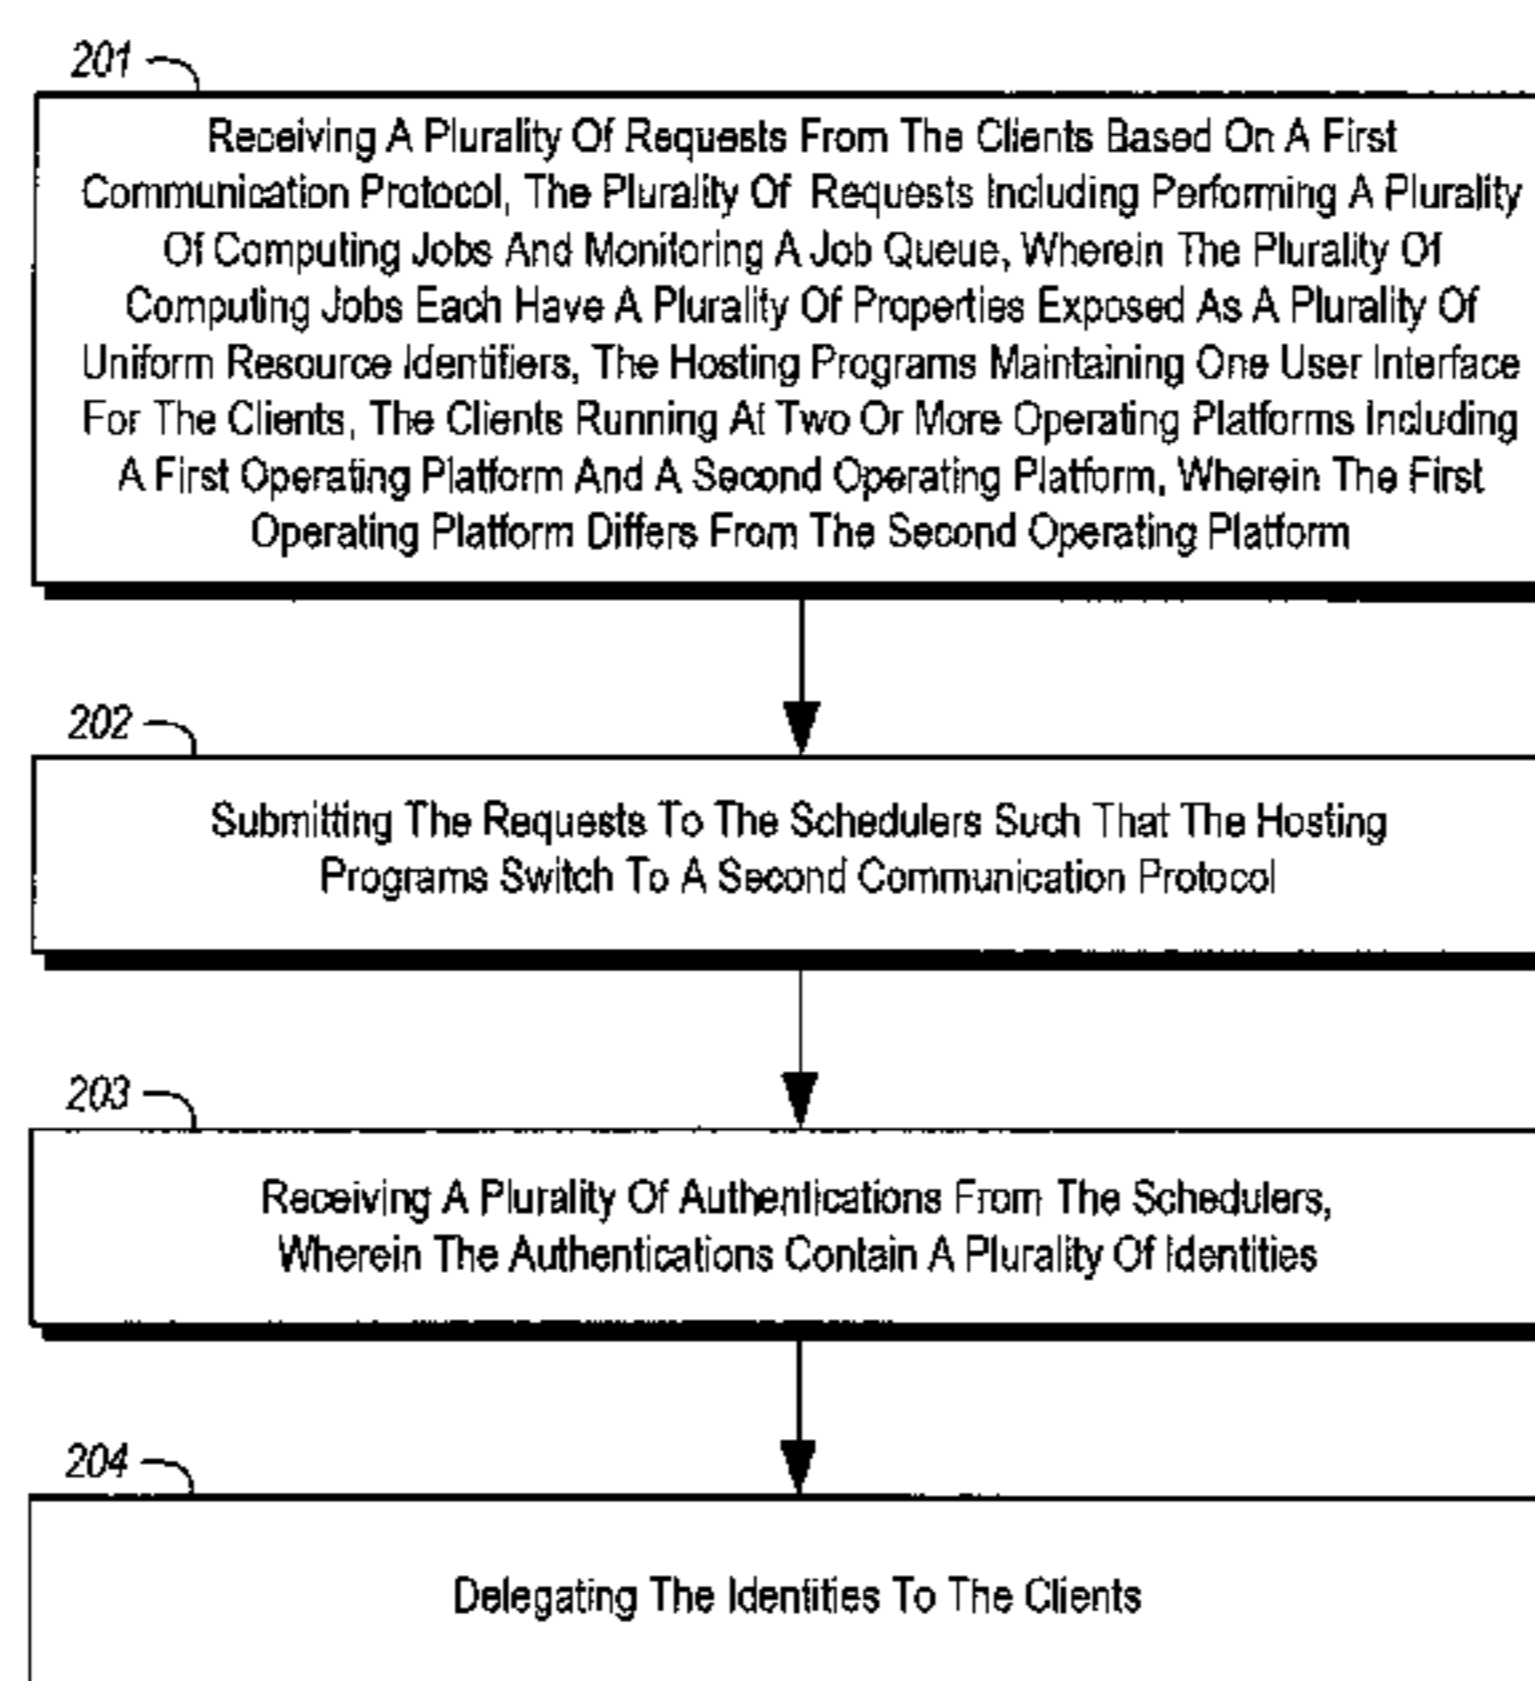 201
Receiving A Plurality Of Requests From The Clients Based On A First
Communication Protocol, The Plurality Of Requests Including Performing A Plurality
Of Computing Jobs And Monitoring A Job Queue, Wherein The Plurality Of
Computing Jobs Each Have A Plurality Of Properties Exposed As A Plurality Of
Uniform Resource Identifiers, The Hosting Programs Maintaining One User Interface
For The Clients, The Clients Running At Two Or More Operating Platforms Including
A First Operating Platform And A Second Operating Platform, Wherein The First
Operating Platform Differs From The Second Operating Platform
202
Submitting The Requests To The Schedulers Such That The Hosting
Programs Switch To A Second Communication Protocol
203
Receiving A Plurality Of Authentications From The Schedulers,
Wherein The Authentications Contain A Plurality Of Identities
204
Delegating The Identities To The Clients